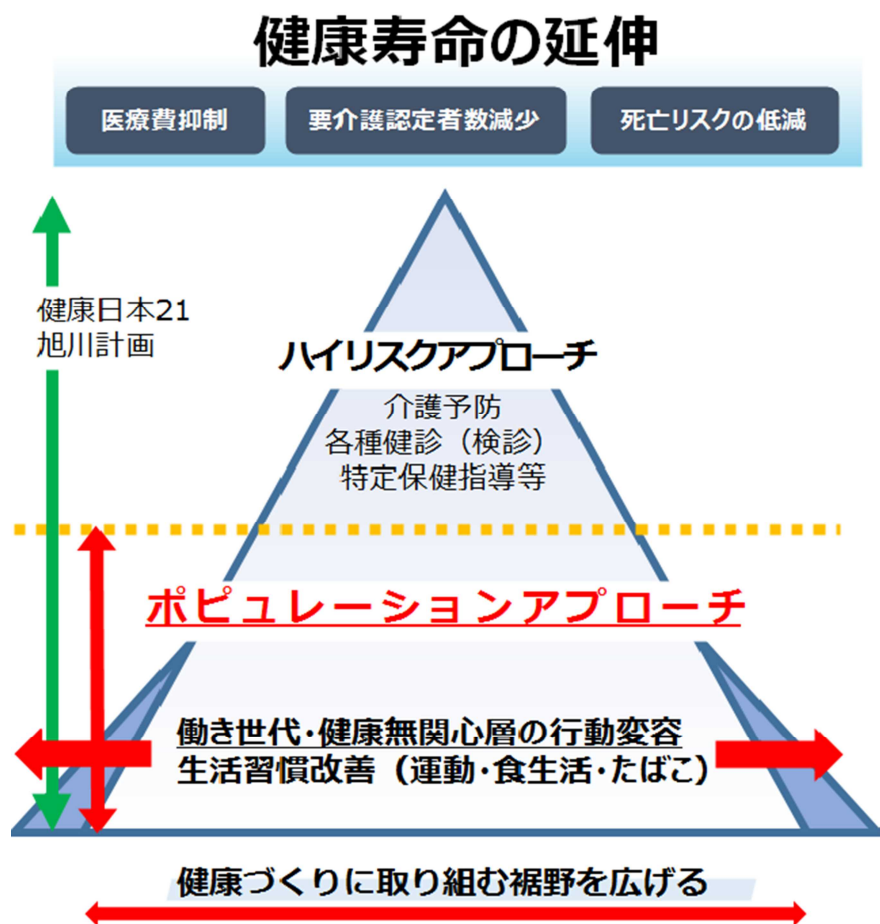 健康寿命の延伸
医療費抑制
要介護認定者数減少
死亡リスクの低減
健康日本21
旭川計画
ハイリスクアプローチ
介護予防
各種健診（検診）
特定保健指導等
ポピュレーションアプローチ
働き世代・健康無関心層の行動変容
生活習慣改善（運動・食生活・たばこ）
健康づくりに取り組む裾野を広げる